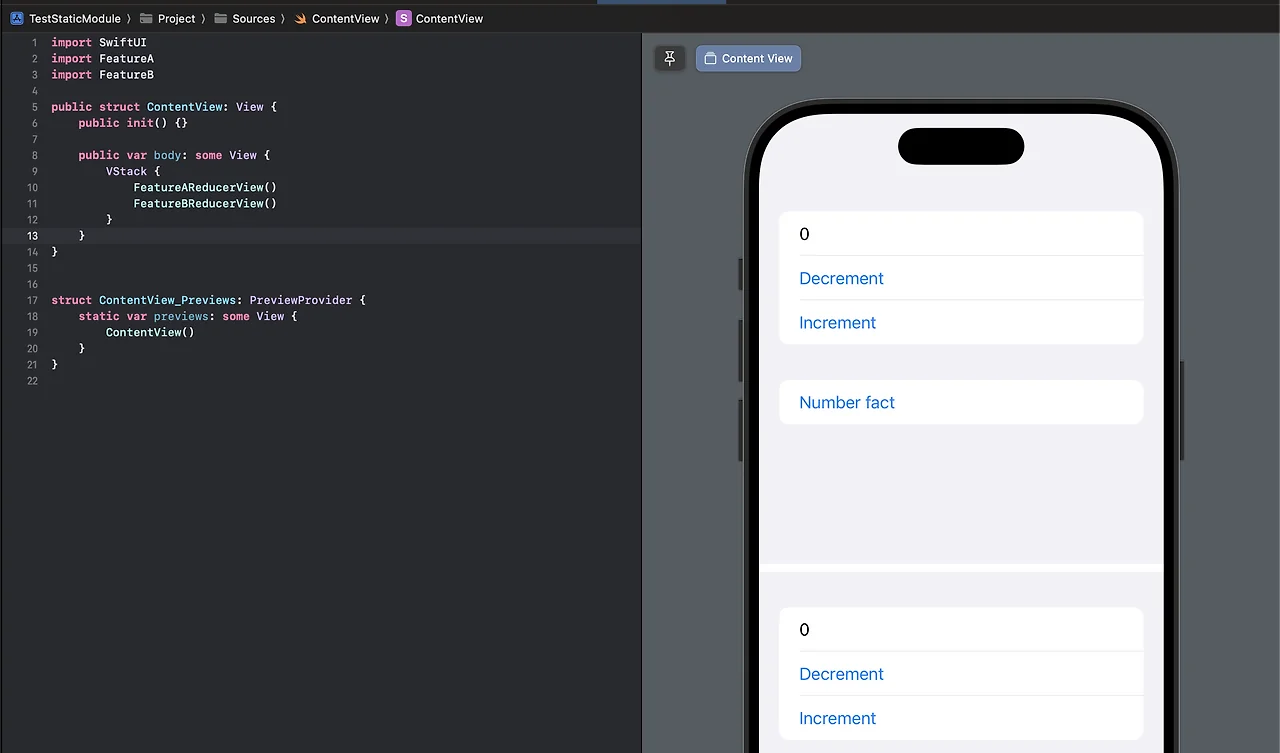 TestStaticModule 〉 Project 〉 Sources 〉 ContentView 〉 S ContentView
1 import SwiftUI
2 import FeatureA
3 import FeatureB
4
5 public struct ContentView: View {
6 public init() {}
7
8 public var body: some View {
9 VStack {
10 FeatureAReducerView()
11 FeatureBReducerView()
12 }
13 }
14 }
15
16
17 struct ContentView_Previews: PreviewProvider {
18 static var previews: some View {
19 ContentView()
20 }
21 }
22
Content View
0
Decrement
Increment
Number fact
0
Decrement
Increment